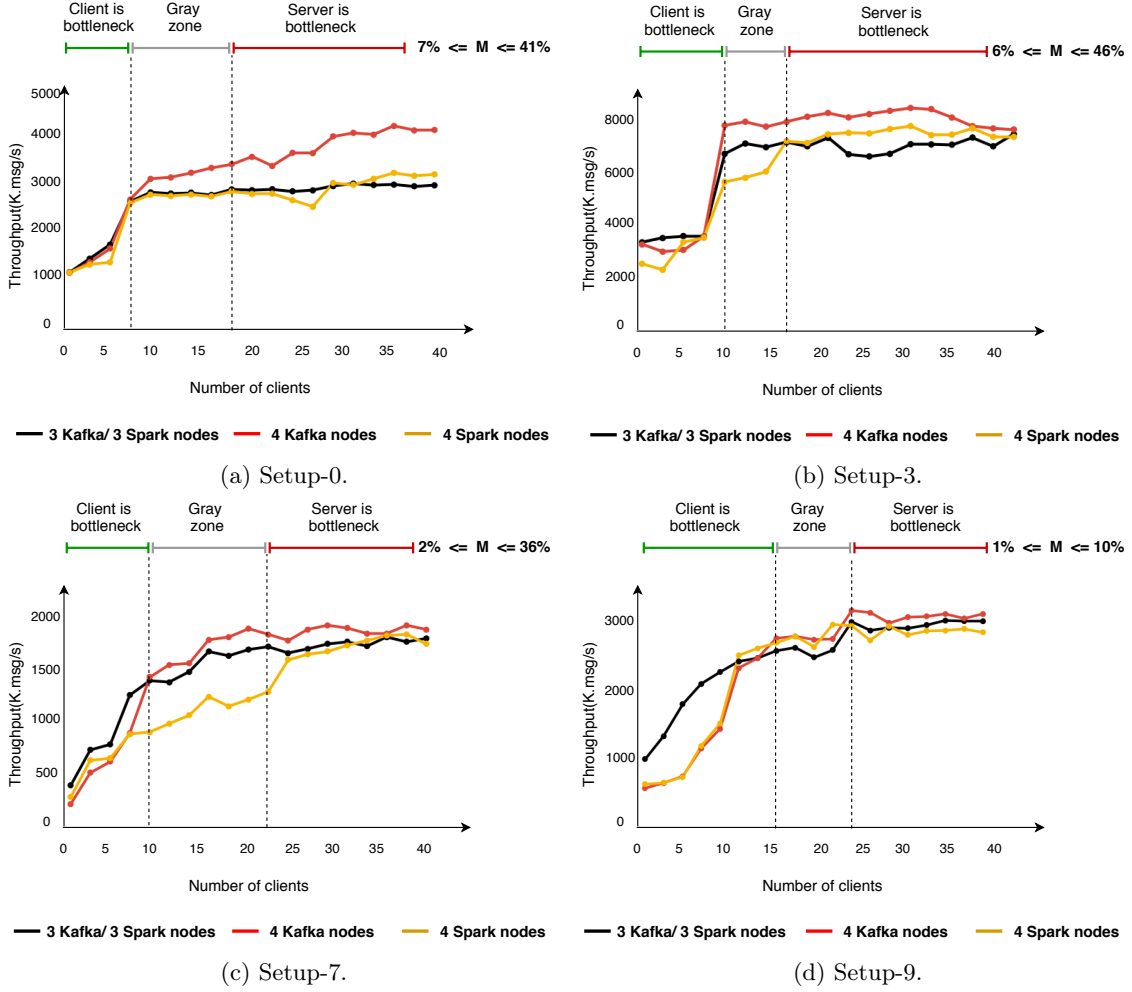 Client is
bottleneck
Gray
zone
Server is
bottleneck
7% <= M <= 41%
Throughput(K.msg/s)
5000
4000
3000
2000
1000
0
0 5 10 15 20 25 30 35 40
Number of clients
3 Kafka/ 3 Spark nodes 4 Kafka nodes 4 Spark nodes
(a) Setup-0.
Client is
bottleneck
Gray
zone
Server is
bottleneck
6% <= M <= 46%
Throughput(K.msg/s)
8000
6000
4000
2000
0
0 5 10 15 20 25 30 35 40
Number of clients
3 Kafka/ 3 Spark nodes 4 Kafka nodes 4 Spark nodes
(b) Setup-3.
Client is
bottleneck
Gray
zone
Server is
bottleneck
2% <= M <= 36%
Throughput(K.msg/s)
2000
1500
1000
500
0
0 5 10 15 20 25 30 35 40
Number of clients
3 Kafka/ 3 Spark nodes 4 Kafka nodes 4 Spark nodes
(c) Setup-7.
Client is
bottleneck
Gray
zone
Server is
bottleneck
1% <= M <= 10%
Throughput(K.msg/s)
3000
2000
1000
0
0 5 10 15 20 25 30 35 40
Number of clients
3 Kafka/ 3 Spark nodes 4 Kafka nodes 4 Spark nodes
(d) Setup-9.